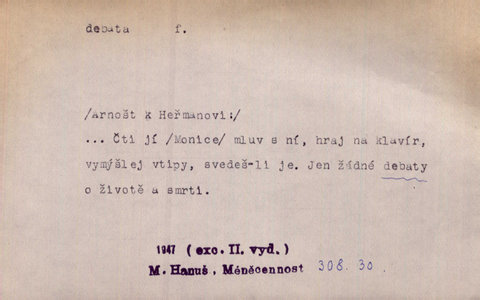 debata f.
/arnošt k Heřmanovi:/
... Čti jí /Monice/ mluv s ní, hraj na klavír,
vymýšlej vtipy, svedeš-li je. Jen žádné debaty
o životě a smrti.
1947 (exc. II. vyd.)
M. Hanuš, Méněcennost 308.30